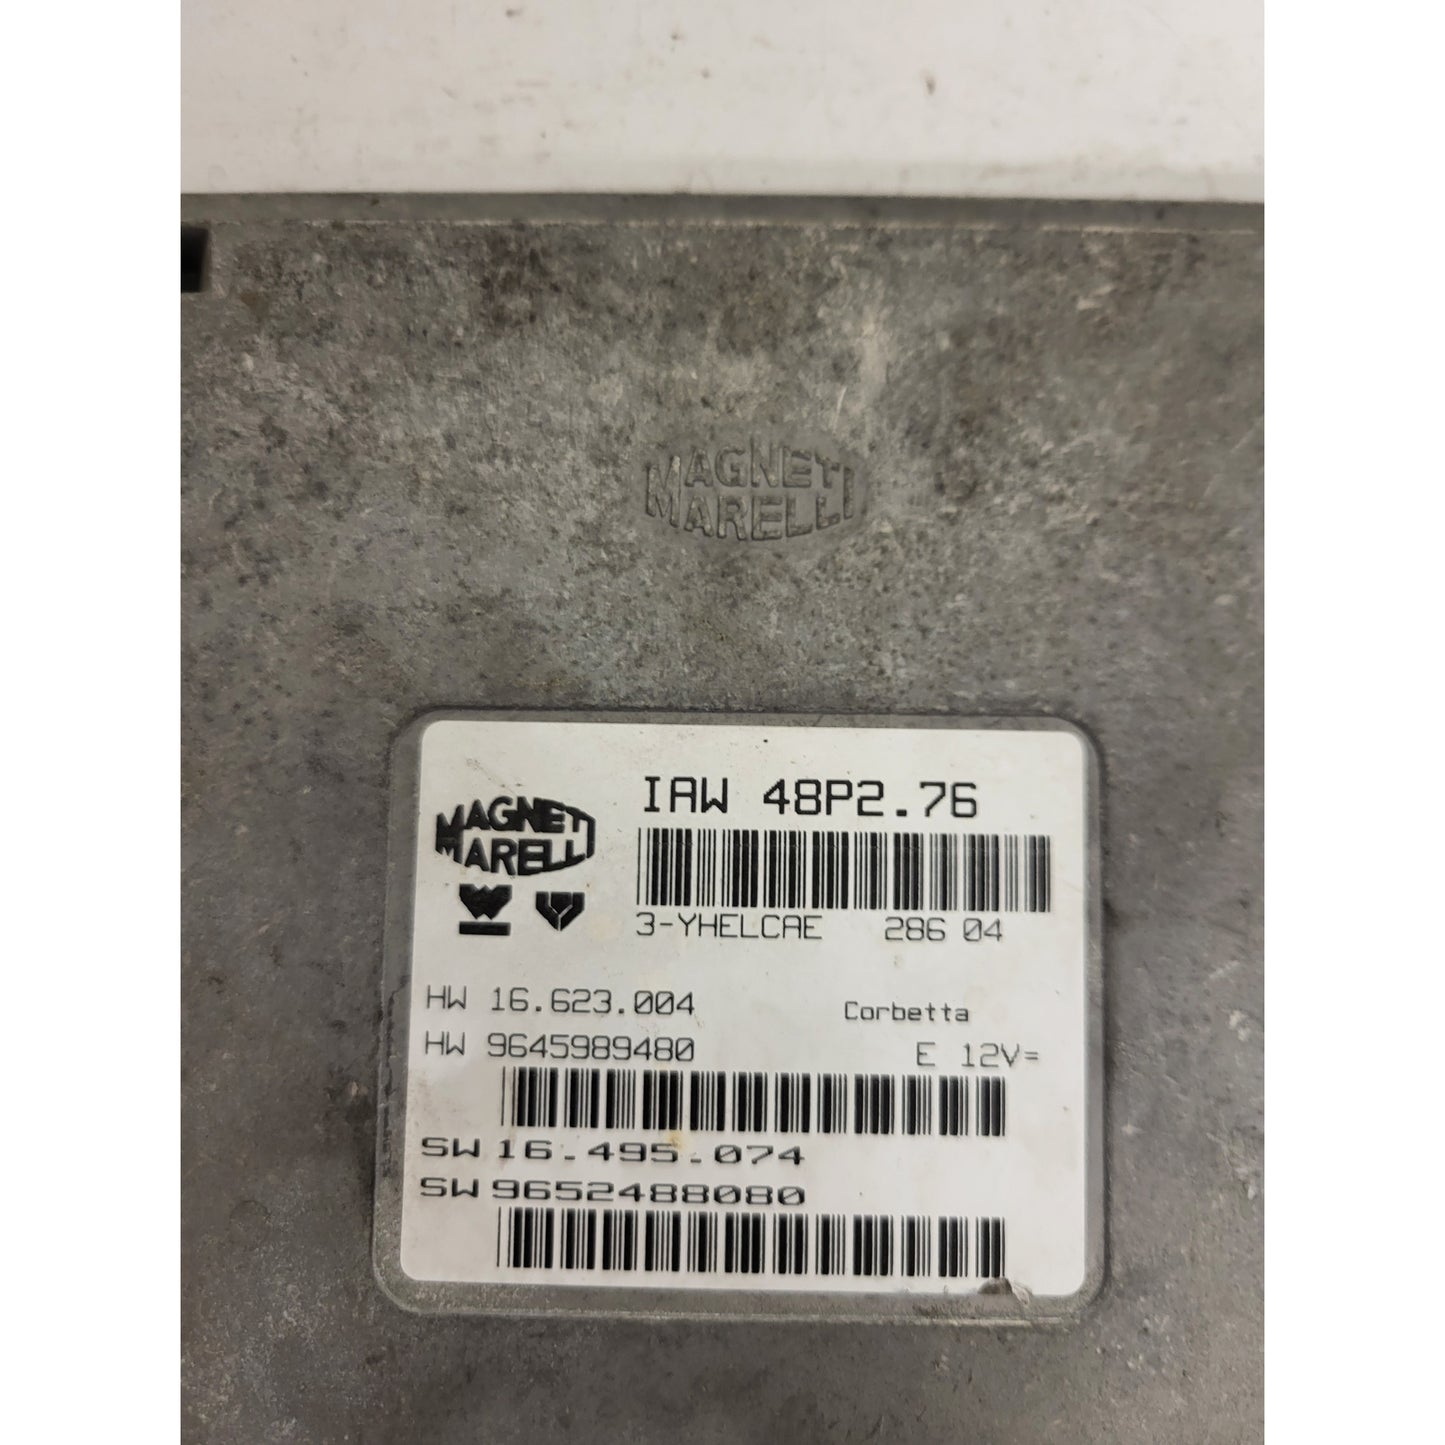 MAGNETI
MARELLI
IAW 48P2.76
MAGNETI
MARELLI
3-YHELCAE 286 04
HW 16.623.004 Corbetta
HW 9645989480 E 12V=
SW 16.495.074
SW 9652488080